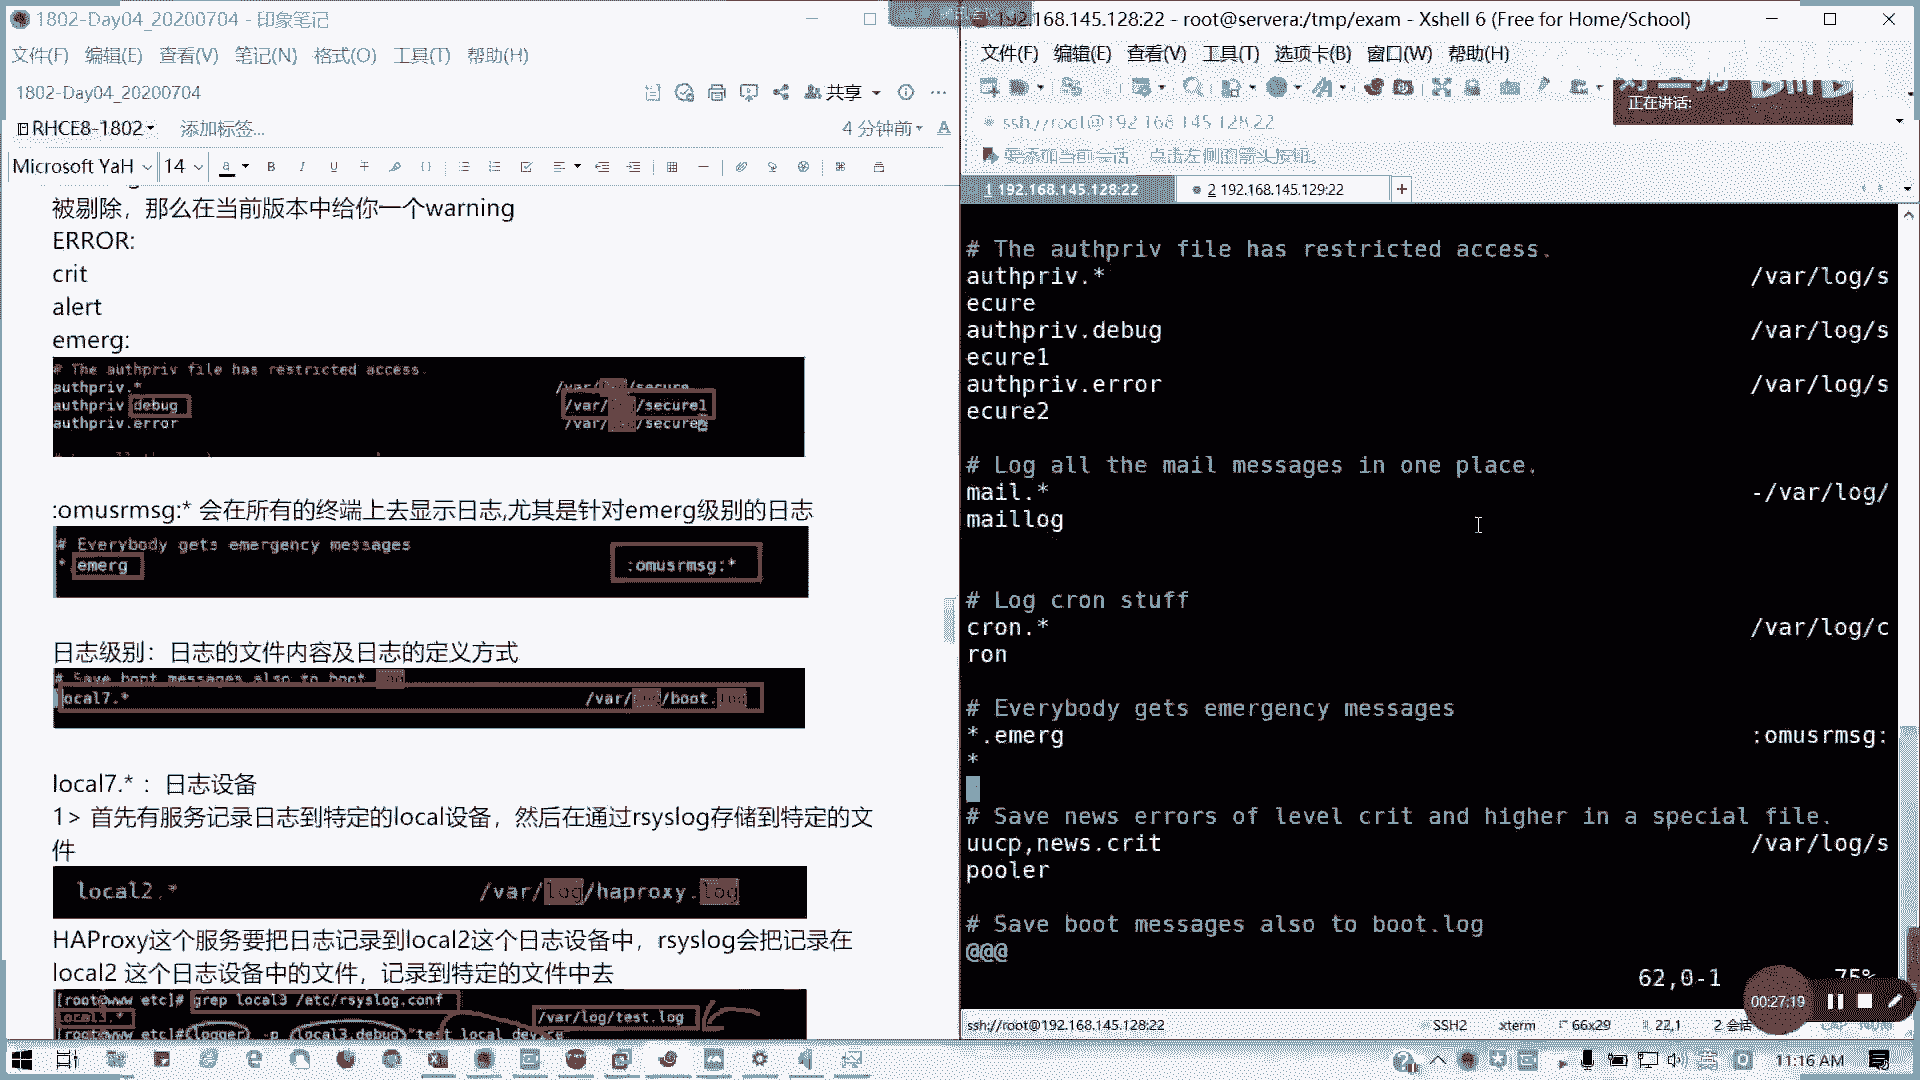 1802-Day04_20200704 - 印象笔记
文件(F) 编辑(E) 查看(V) 笔记(N) 格式(O) 工具(T) 帮助(H)
1802-Day04_20200704
共享
RHCE8-1802
添加标签...
4 分钟前
Microsoft YaH
14
被剔除，那么在当前版本中给你一个warning
ERROR:
crit
alert
emerg:
# The authpriv file has restricted access.
authpriv.* /var/log/secure
authpriv debug /var/log/secure1
authpriv.error /var/log/secure2
:omusrmsg:* 会在所有的终端上去显示日志,尤其是针对emerg级别的日志
# Everybody gets emergency messages
*.emerg :omusrmsg:*
日志级别：日志的文件内容及日志的定义方式
# Save boot messages also to boot log
local7.* /var/log/boot.log
local7.* ：日志设备
1> 首先有服务记录日志到特定的local设备，然后在通过rsyslog存储到特定的文
件
local2.* /var/log/haproxy.log
HAProxy这个服务要把日志记录到local2这个日志设备中，rsyslog会把记录在
local2 这个日志设备中的文件，记录到特定的文件中去
[root@www etc]# grep local3 /etc/rsyslog.conf
local3.* /var/log/test.log
[root@www etc]# logger -p local3.debug "test local device
192.168.145.128:22 - root@servera:/tmp/exam - Xshell 6 (Free for Home/School)
文件(F) 编辑(E) 查看(V) 工具(T) 选项卡(B) 窗口(W) 帮助(H)
正在讲话:
ssh://root@192.168.145.128:22
要添加当前会话，点击左侧的箭头按钮。
1 192.168.145.128:22
2 192.168.145.129:22
# The authpriv file has restricted access.
authpriv.* /var/log/s
ecure
authpriv.debug /var/log/s
ecure1
authpriv.error /var/log/s
ecure2
# Log all the mail messages in one place.
mail.* -/var/log/
maillog
# Log cron stuff
cron.* /var/log/c
ron
# Everybody gets emergency messages
*.emerg :omusrmsg:
*
# Save news errors of level crit and higher in a special file.
uucp,news.crit /var/log/s
pooler
# Save boot messages also to boot.log
@@@
62,0-1 75%
00:27:19
ssh://root@192.168.145.128:22 SSH2 xterm 66x29 22,1 2 会话
英
11:16 AM